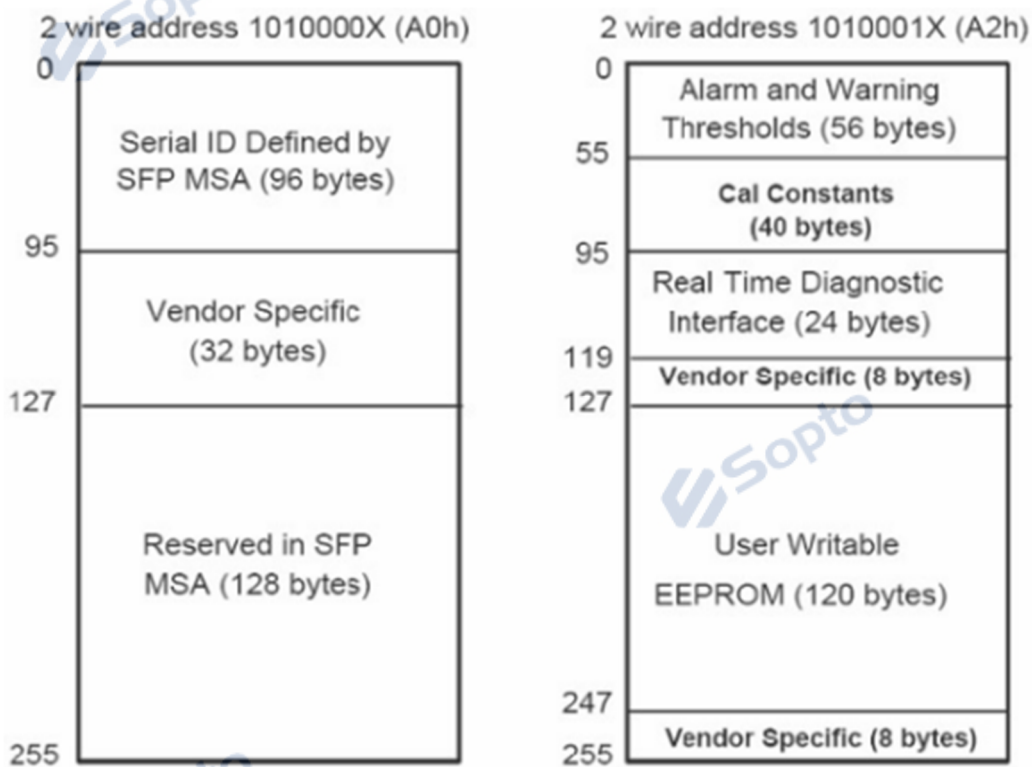 2 wire address 1010000X (A0h)
0
Serial ID Defined by
SFP MSA (96 bytes)
95
Vendor Specific
(32 bytes)
127
Reserved in SFP
MSA (128 bytes)
255
2 wire address 1010001X (A2h)
0
Alarm and Warning
Thresholds (56 bytes)
55
Cal Constants
(40 bytes)
95
Real Time Diagnostic
Interface (24 bytes)
119
Vendor Specific (8 bytes)
127
User Writable
EEPROM (120 bytes)
247
Vendor Specific (8 bytes)
255
Sopto
Sopto